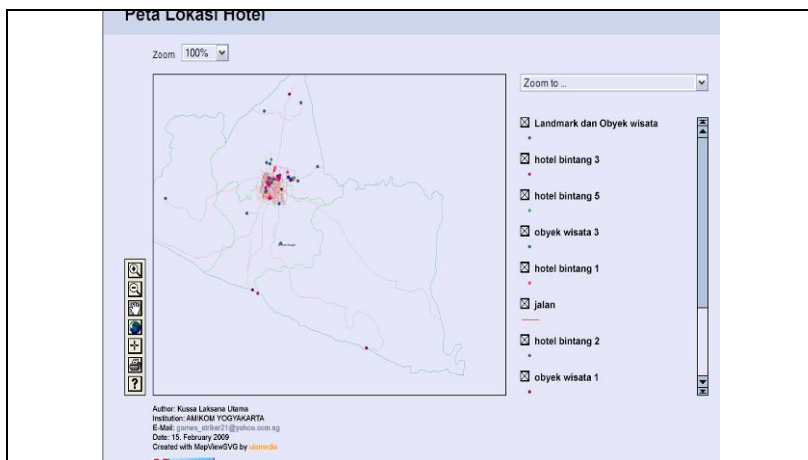 Peta Lokasi Hotel
Zoom 100%
Zoom to ...
Landmark dan Obyek wisata
hotel bintang 3
hotel bintang 5
obyek wisata 3
hotel bintang 1
jalan
hotel bintang 2
obyek wisata 1
?
Author: Kussa Laksana Utama
Institution: AMIKOM YOGYAKARTA
E-Mail: gomes_striker21@yahoo.com.sg
Date: 15. February 2009
Created with MapViewSVG by uismedia